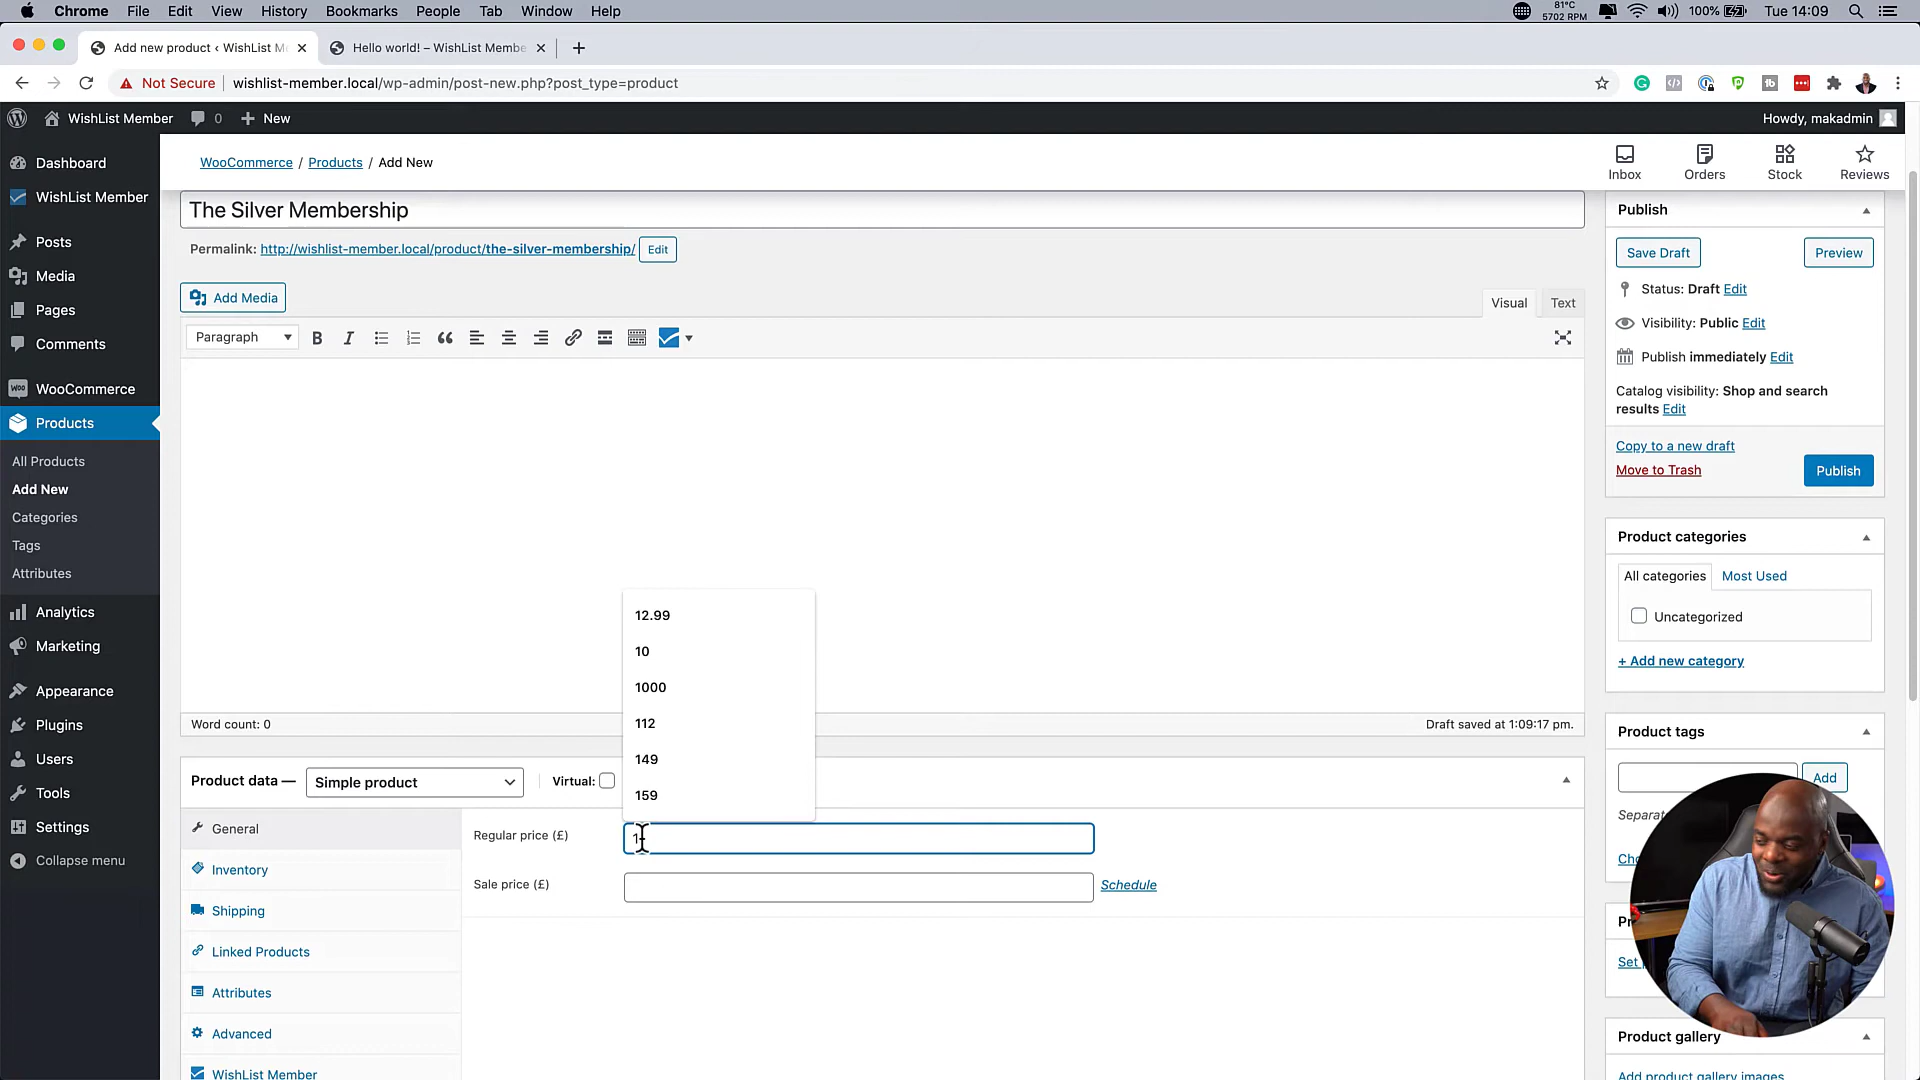 Chrome File Edit View History Bookmarks People Tab Window Help
81°C
5702 RPM
100%
Tue 14:09
Add new product ‹ WishList M
Hello world! – WishList Membe
Not Secure
wishlist-member.local/wp-admin/post-new.php?post_type=product
WishList Member
0
New
Howdy, makadmin
Dashboard
WishList Member
Posts
Media
Pages
Comments
WooCommerce
Products
All Products
Add New
Categories
Tags
Attributes
Analytics
Marketing
Appearance
Plugins
Users
Tools
Settings
Collapse menu
WooCommerce / Products / Add New
Inbox
Orders
Stock
Reviews
The Silver Membership
Permalink: http://wishlist-member.local/product/the-silver-membership/ Edit
Add Media
Visual
Text
Paragraph
Word count: 0
Draft saved at 1:09:17 pm.
12.99
10
1000
112
149
159
Product data — Simple product
Virtual:
General
Inventory
Shipping
Linked Products
Attributes
Advanced
WishList Member
Regular price (£)
1
Sale price (£)
Schedule
Publish
Save Draft
Preview
Status: Draft Edit
Visibility: Public Edit
Publish immediately Edit
Catalog visibility: Shop and search
results Edit
Copy to a new draft
Move to Trash
Publish
Product categories
All categories
Most Used
Uncategorized
+ Add new category
Product tags
Add
Separa
Set
Product gallery
Add product gallery images